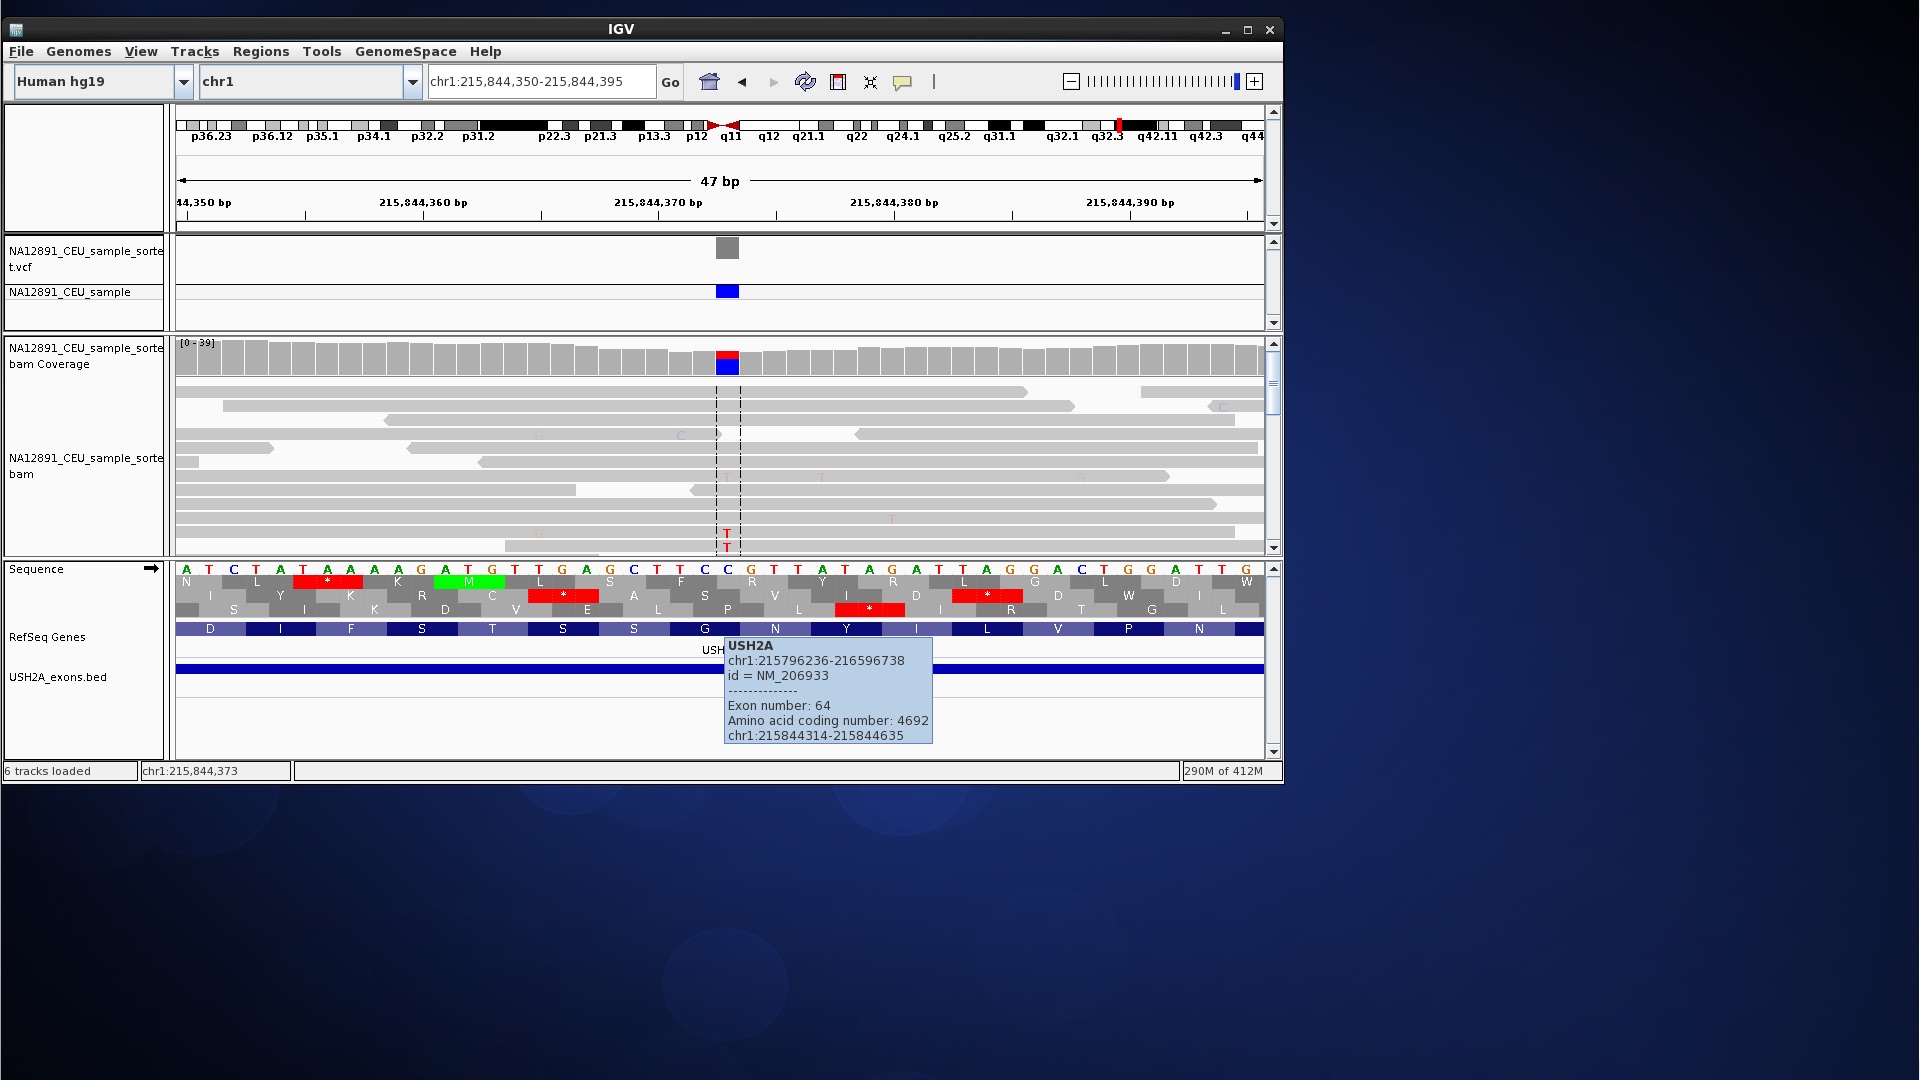 IGV
File Genomes View Tracks Regions Tools GenomeSpace Help
Human hg19 chr1 chr1:215,844,350-215,844,395 Go
p36.23 p36.12 p35.1 p34.1 p32.2 p31.2 p22.3 p21.3 p13.3 p12 q11 q12 q21.1 q22 q24.1 q25.2 q31.1 q32.1 q32.3 q42.11 q42.3 q44
47 bp
44,350 bp 215,844,360 bp 215,844,370 bp 215,844,380 bp 215,844,390 bp
NA12891_CEU_sample_sorte
t.vcf
NA12891_CEU_sample
NA12891_CEU_sample_sorte
bam Coverage
[0 - 39]
C
G C
NA12891_CEU_sample_sorte
bam
T T G
T
G T
T
Sequence
A T C T A T A A A A G A T G T T G A G C T T C C G T T A T A G A T T A G G A C T G G A T T G
N L * K M L S F R Y R L G L D W
I Y K R C * A S V I D * D W I
S I K D V E L P L * I R T G L
RefSeq Genes
D I F S T S S G N Y I L V P N
USH
USH2A_exons.bed
USH2A
chr1:215796236-216596738
id = NM_206933
--------------
Exon number: 64
Amino acid coding number: 4692
chr1:215844314-215844635
6 tracks loaded chr1:215,844,373 290M of 412M